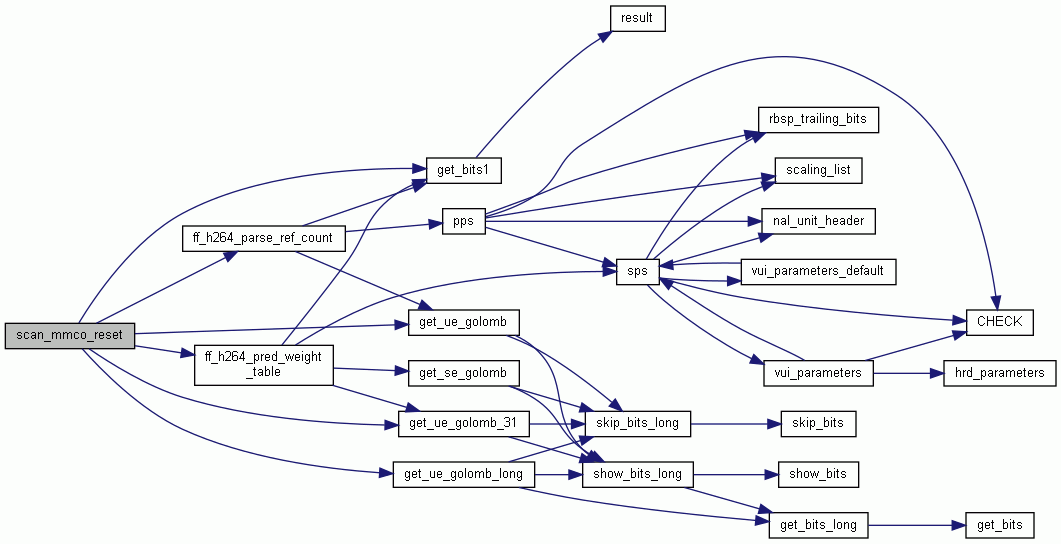 result
rbsp_trailing_bits
get_bits1
scaling_list
pps
nal_unit_header
ff_h264_parse_ref_count
sps
vui_parameters_default
scan_mmco_reset
get_ue_golomb
CHECK
ff_h264_pred_weight
_table
get_se_golomb
vui_parameters
hrd_parameters
get_ue_golomb_31
skip_bits_long
skip_bits
get_ue_golomb_long
show_bits_long
show_bits
get_bits_long
get_bits